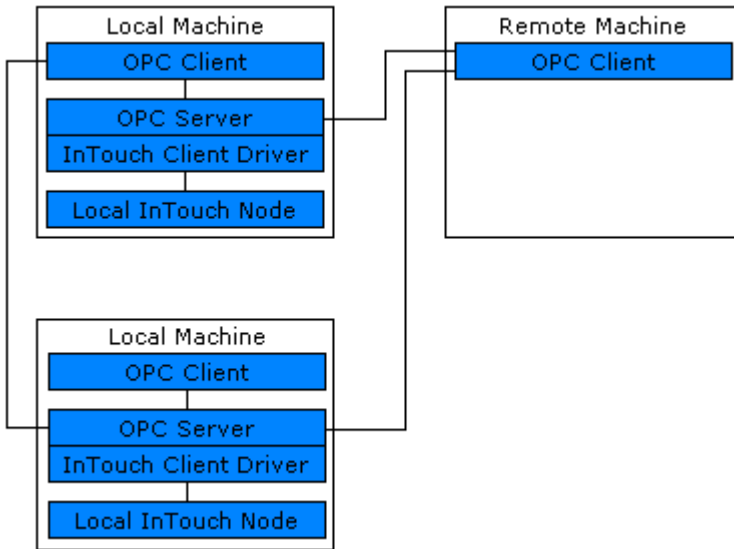 Local Machine
OPC Client
OPC Server
InTouch Client Driver
Local InTouch Node
Remote Machine
OPC Client
Local Machine
OPC Client
OPC Server
InTouch Client Driver
Local InTouch Node